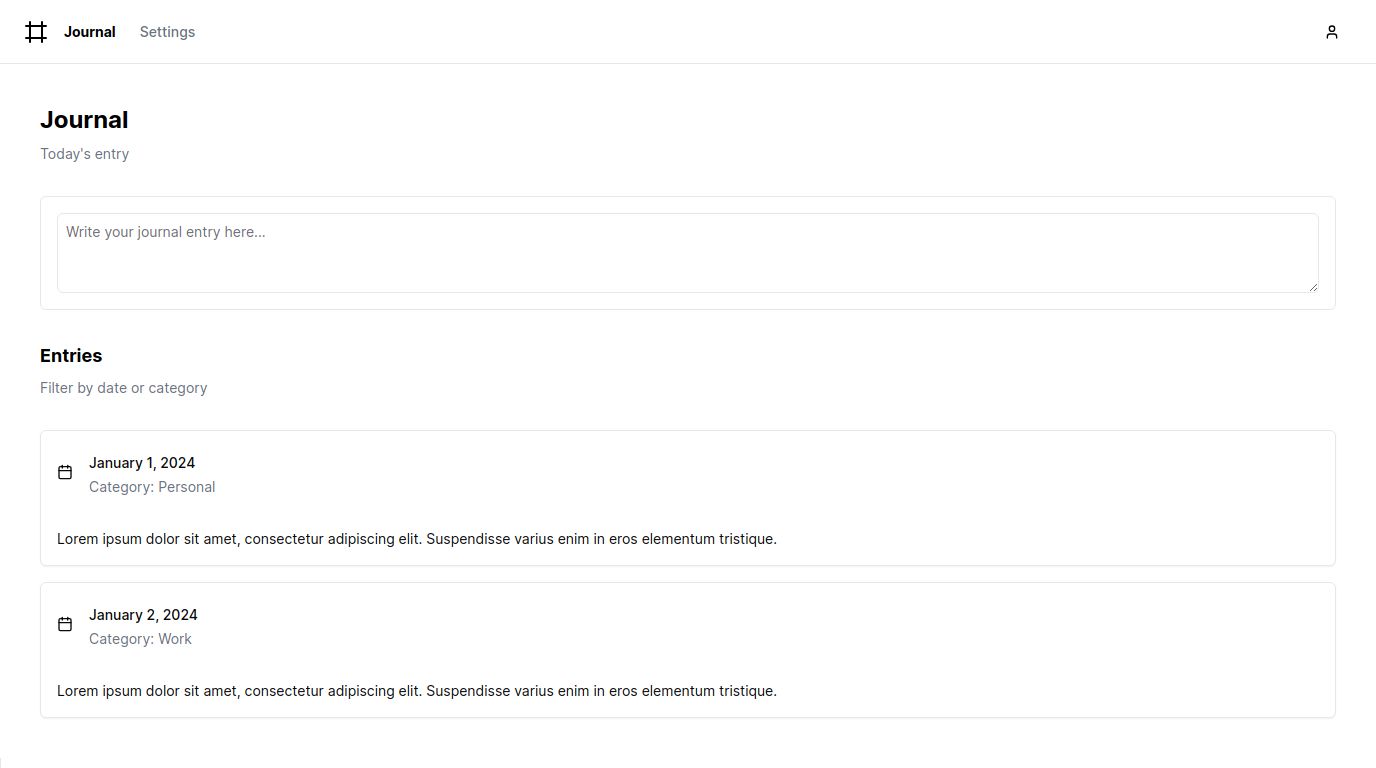 Journal Settings
Journal
Today's entry
Write your journal entry here...
Entries
Filter by date or category
January 1, 2024
Category: Personal
Lorem ipsum dolor sit amet, consectetur adipiscing elit. Suspendisse varius enim in eros elementum tristique.
January 2, 2024
Category: Work
Lorem ipsum dolor sit amet, consectetur adipiscing elit. Suspendisse varius enim in eros elementum tristique.